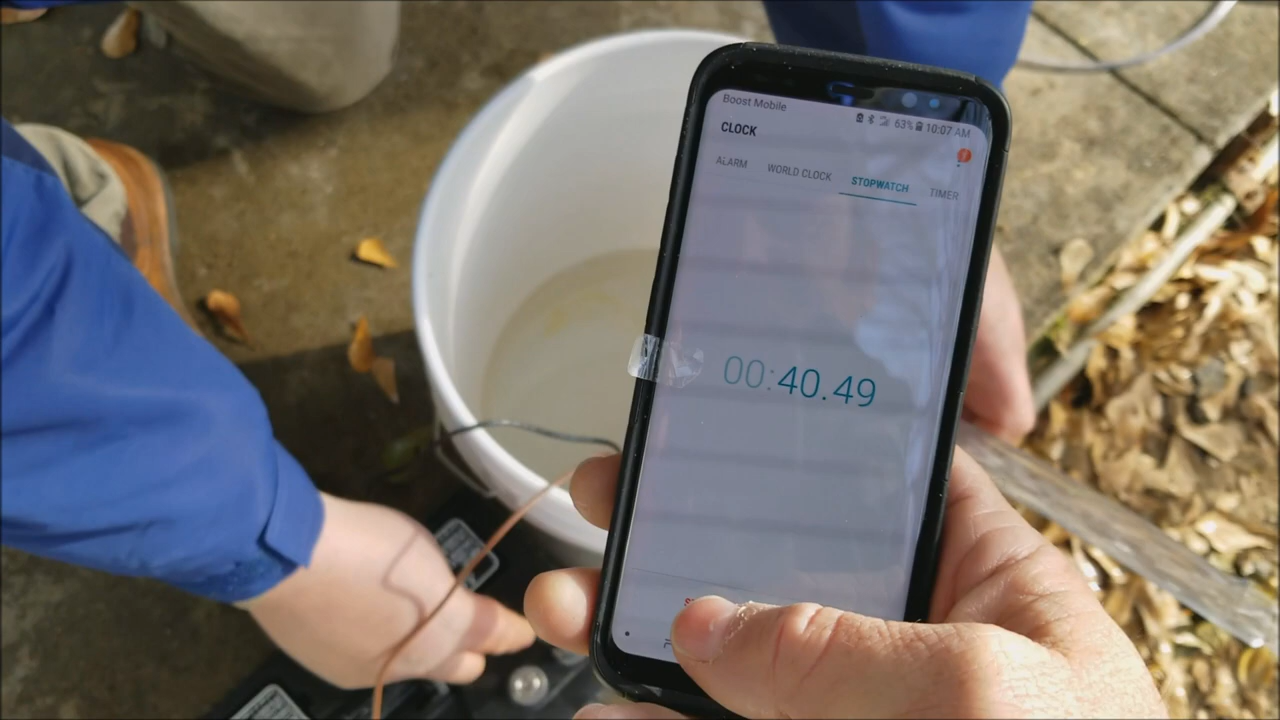 Boost Mobile 63% 10:07 AM
CLOCK
ALARM WORLD CLOCK STOPWATCH TIMER
00:40.49